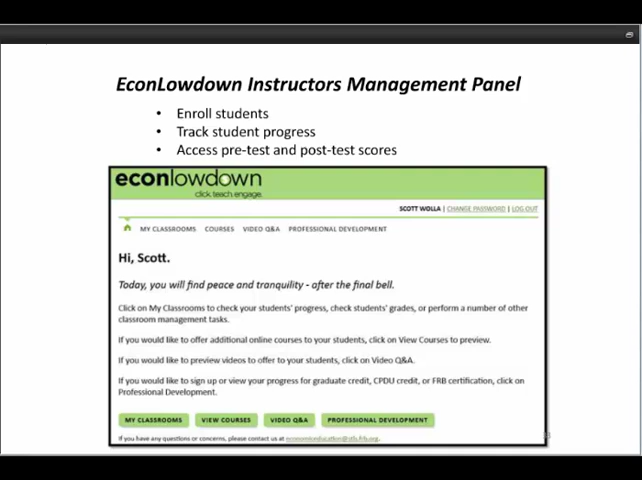 EconLowdown Instructors Management Panel
• Enroll students
• Track student progress
• Access pre-test and post-test scores
econlowdown
click. teach. engage.
SCOTT WOLLA | CHANGE PASSWORD | LOG OUT
MY CLASSROOMS COURSES VIDEO Q&A PROFESSIONAL DEVELOPMENT
Hi, Scott.
Today, you will find peace and tranquility - after the final bell.
Click on My Classrooms to check your students' progress, check students' grades, or perform a number of other
classroom management tasks.
If you would like to offer additional online courses to your students, click on View Courses to preview.
If you would like to preview videos to offer to your students, click on Video Q&A.
If you would like to sign up or view your progress for graduate credit, CPDU credit, or FRB certification, click on
Professional Development.
MY CLASSROOMS VIEW COURSES VIDEO Q&A PROFESSIONAL DEVELOPMENT
If you have any questions or concerns, please contact us at economiceducation@stls.frb.org.